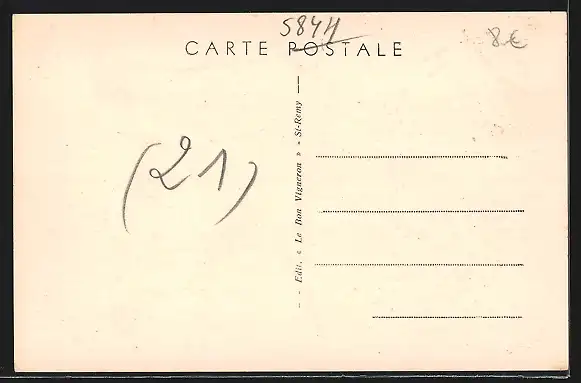 5844
CARTE POSTALE
8€
(21)
- - Edit. « Le Bon Vigneron » - St-Remy —